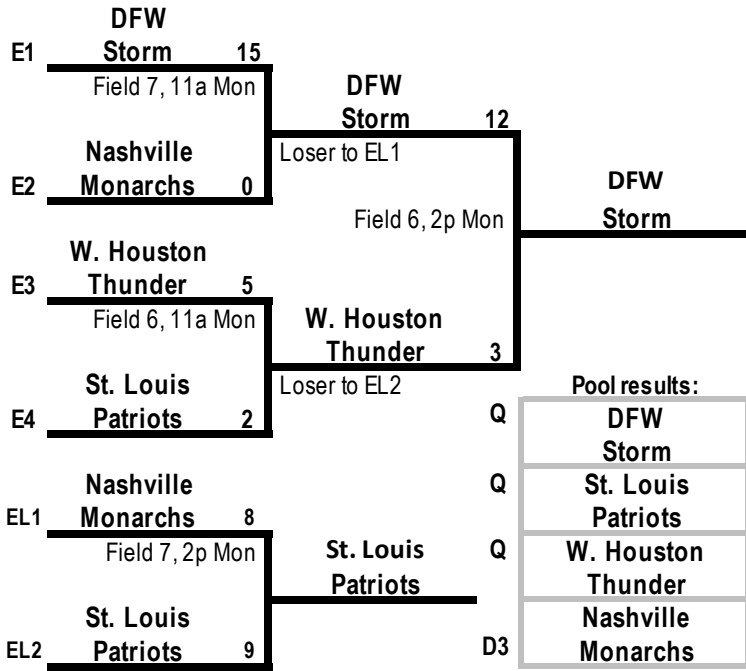 DFW
E1 Storm 15
Field 7, 11a Mon
DFW
Storm 12
Nashville
E2 Monarchs 0
Loser to EL1
DFW
Storm
Field 6, 2p Mon
W. Houston
E3 Thunder 5
Field 6, 11a Mon
W. Houston
Thunder 3
St. Louis
E4 Patriots 2
Loser to EL2
Nashville
EL1 Monarchs 8
Field 7, 2p Mon
St. Louis
Patriots
St. Louis
EL2 Patriots 9
Pool results:
Q DFW
Storm
Q St. Louis
Patriots
Q W. Houston
Thunder
Nashville
D3 Monarchs